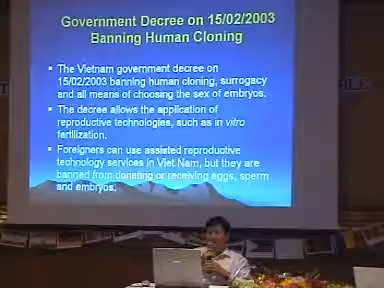 Government Decree on 15/02/2003
Banning Human Cloning
The Vietnam government decree on
15/02/2003 banning human cloning, surrogacy
and all means of choosing the sex of embryos.
The decree allows the application of
reproductive technologies, such as in vitro
fertilization.
Foreigners can use assisted reproductive
technology services in Viet Nam, but they are
banned from donating or receiving eggs, sperm
and embryos.